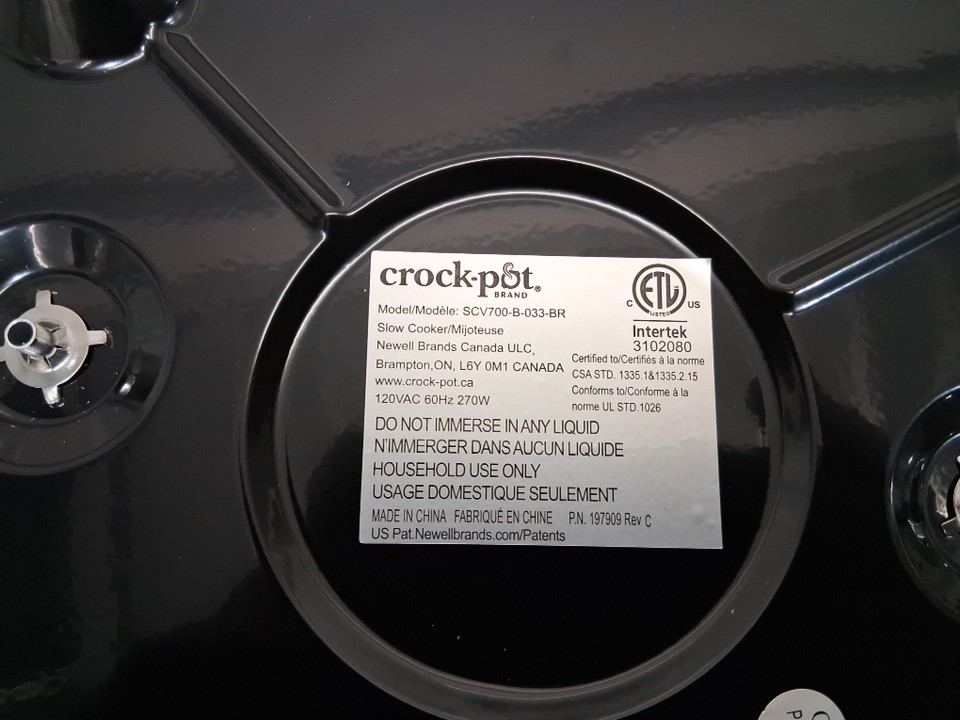 crock-pot®
BRAND
Model/Modèle: SCV700-B-033-BR
Slow Cooker/Mijoteuse
Newell Brands Canada ULC,
Brampton,ON, L6Y 0M1 CANADA
www.crock-pot.ca
120VAC 60Hz 270W
C ETL US
LISTED
Intertek
3102080
Certified to/Certifiés à la norme
CSA STD. 1335.1&1335.2.15
Conforms to/Conforme à la
norme UL STD.1026
DO NOT IMMERSE IN ANY LIQUID
N'IMMERGER DANS AUCUN LIQUIDE
HOUSEHOLD USE ONLY
USAGE DOMESTIQUE SEULEMENT
MADE IN CHINA FABRIQUÉ EN CHINE P.N. 197909 Rev C
US Pat.Newellbrands.com/Patents